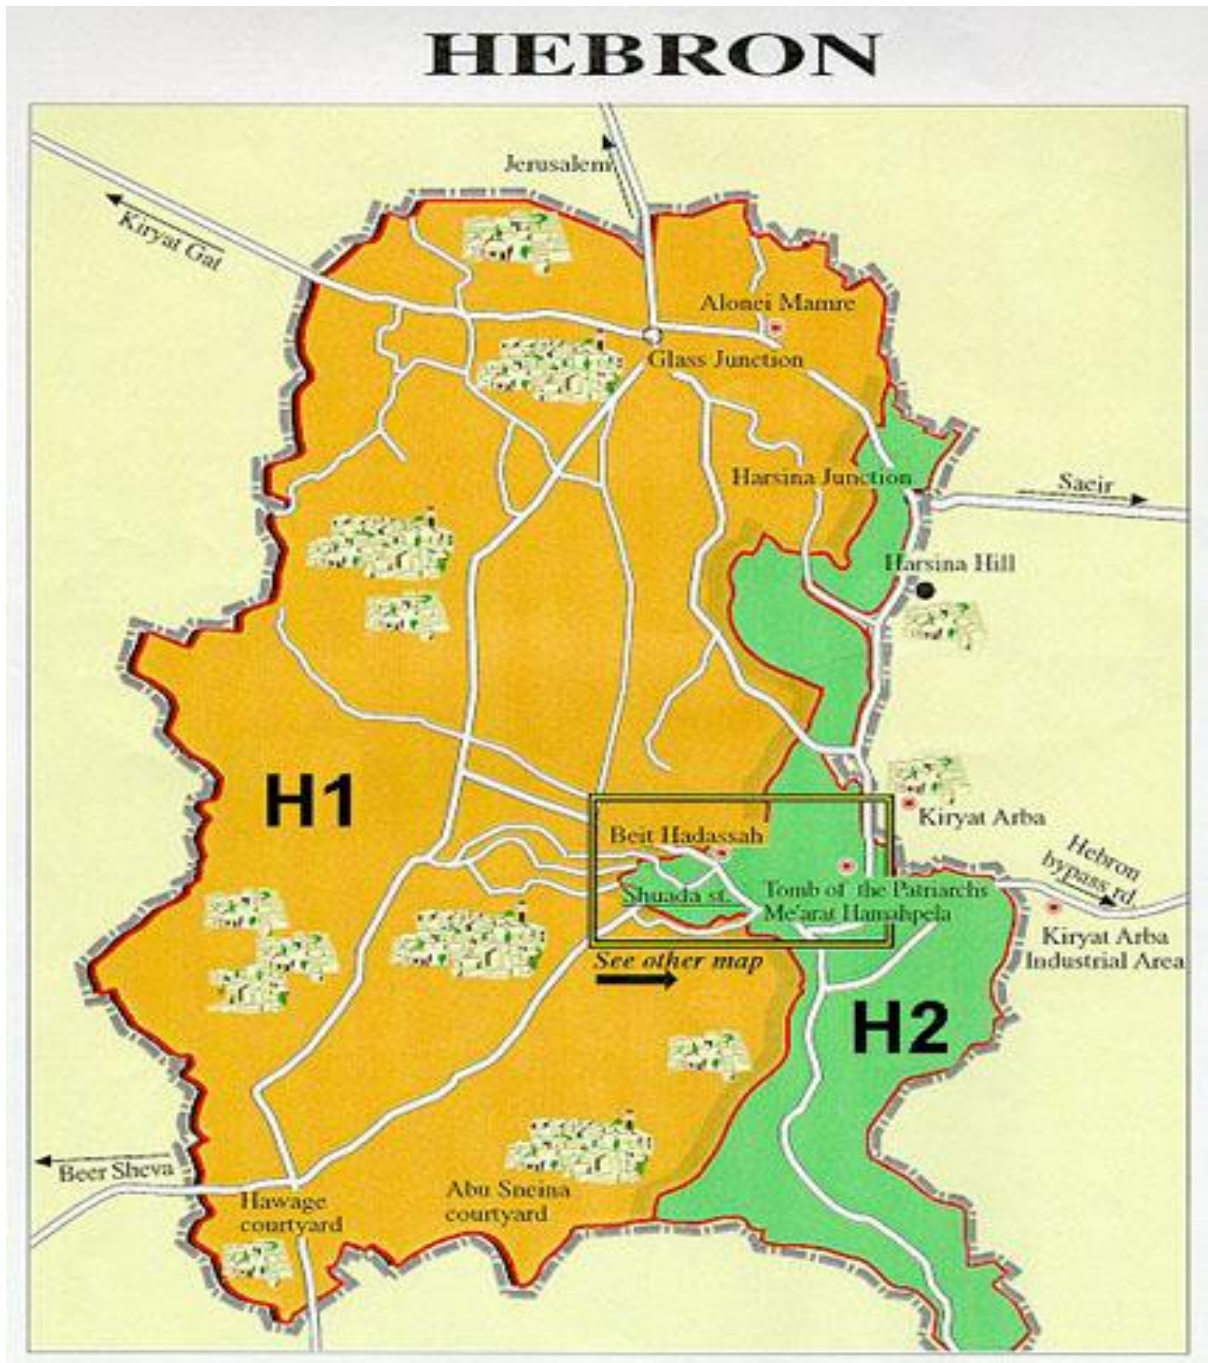 HEBRON
Jerusalem
Kiryat Gat
Alonei Mamre
Glass Junction
Harsina Junction
Saeir
Harsina Hill
H1
Kiryat Arba
Beit Hadassah
Hebron
bypass rd.
Shuada st.
Tomb of the Patriarchs
Me'arat Hamahpela
Kiryat Arba
Industrial Area
See other map
H2
Beer Sheva
Hawage
courtyard
Abu Sneina
courtyard